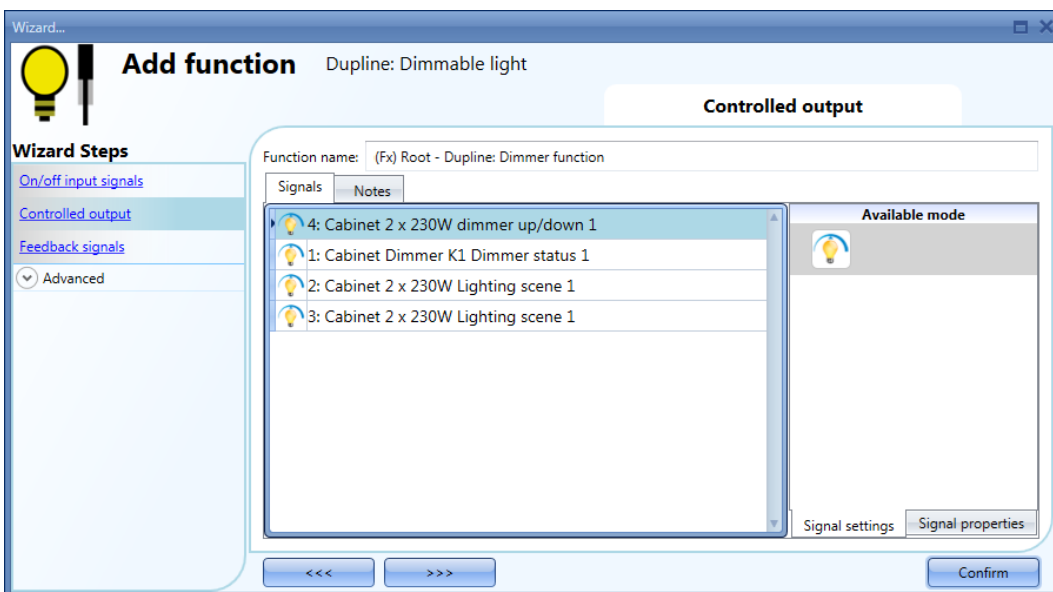 Wizard...
Add function Dupline: Dimmable light
Controlled output
Wizard Steps
On/off input signals
Controlled output
Feedback signals
Advanced
Function name: (Fx) Root - Dupline: Dimmer function
Signals Notes
4: Cabinet 2 x 230W dimmer up/down 1
1: Cabinet Dimmer K1 Dimmer status 1
2: Cabinet 2 x 230W Lighting scene 1
3: Cabinet 2 x 230W Lighting scene 1
Available mode
Signal settings Signal properties
<<< >>> Confirm